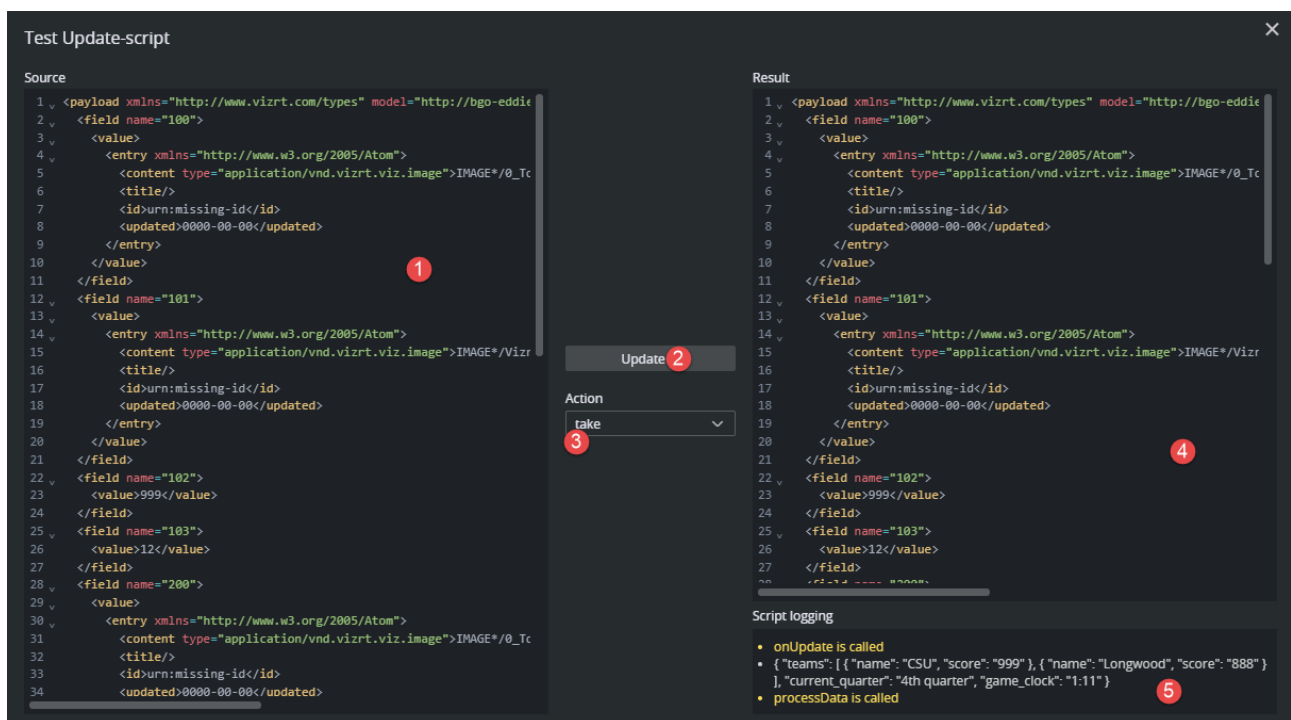 Test Update-script
Source
1 <payload xmlns="http://www.vizrt.com/types" model="http://bgo-eddie
2 <field name="100">
3 <value>
4 <entry xmlns="http://www.w3.org/2005/Atom">
5 <content type="application/vnd.vizrt.viz.image">IMAGE*/0_To
6 <title/>
7 <id>urn:missing-id</id>
8 <updated>0000-00-00</updated>
9 </entry>
10 </value>
11 </field>
12 <field name="101">
13 <value>
14 <entry xmlns="http://www.w3.org/2005/Atom">
15 <content type="application/vnd.vizrt.viz.image">IMAGE*/Vizr
16 <title/>
17 <id>urn:missing-id</id>
18 <updated>0000-00-00</updated>
19 </entry>
20 </value>
21 </field>
22 <field name="102">
23 <value>999</value>
24 </field>
25 <field name="103">
26 <value>12</value>
27 </field>
28 <field name="200">
29 <value>
30 <entry xmlns="http://www.w3.org/2005/Atom">
31 <content type="application/vnd.vizrt.viz.image">IMAGE*/0_To
32 <title/>
33 <id>urn:missing-id</id>
34 <updated>0000-00-00</updated>
1
Update 2
Action
take
3
Result
1 <payload xmlns="http://www.vizrt.com/types" model="http://bgo-eddie
2 <field name="100">
3 <value>
4 <entry xmlns="http://www.w3.org/2005/Atom">
5 <content type="application/vnd.vizrt.viz.image">IMAGE*/0_To
6 <title/>
7 <id>urn:missing-id</id>
8 <updated>0000-00-00</updated>
9 </entry>
10 </value>
11 </field>
12 <field name="101">
13 <value>
14 <entry xmlns="http://www.w3.org/2005/Atom">
15 <content type="application/vnd.vizrt.viz.image">IMAGE*/Vizr
16 <title/>
17 <id>urn:missing-id</id>
18 <updated>0000-00-00</updated>
19 </entry>
20 </value>
21 </field>
22 <field name="102">
23 <value>999</value>
24 </field>
25 <field name="103">
26 <value>12</value>
27 </field>
28 <field name="200">
4
Script logging
• onUpdate is called
• { "teams": [ { "name": "CSU", "score": "999" }, { "name": "Longwood", "score": "888" }
], "current_quarter": "4th quarter", "game_clock": "1:11" }
• processData is called
5